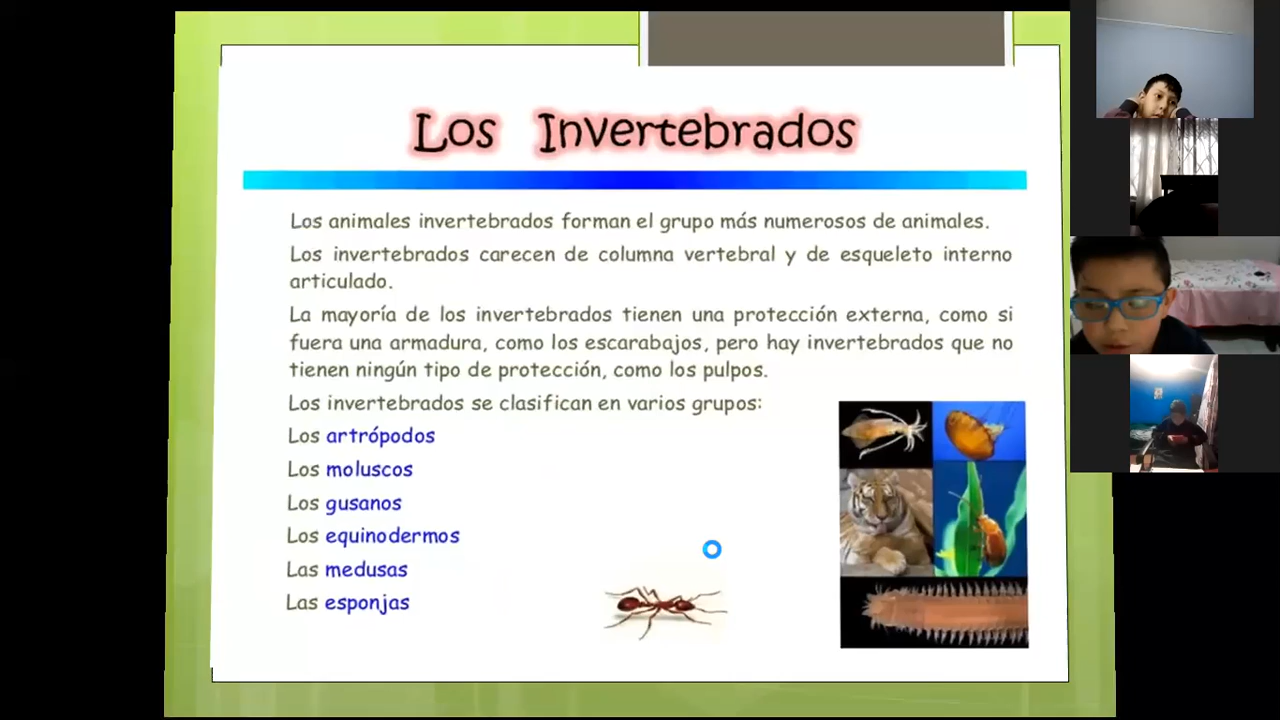 Los Invertebrados
Los animales invertebrados forman el grupo más numerosos de animales.
Los invertebrados carecen de columna vertebral y de esqueleto interno
articulado.
La mayoría de los invertebrados tienen una protección externa, como si
fuera una armadura, como los escarabajos, pero hay invertebrados que no
tienen ningún tipo de protección, como los pulpos.
Los invertebrados se clasifican en varios grupos:
Los artrópodos
Los moluscos
Los gusanos
Los equinodermos
Las medusas
Las esponjas